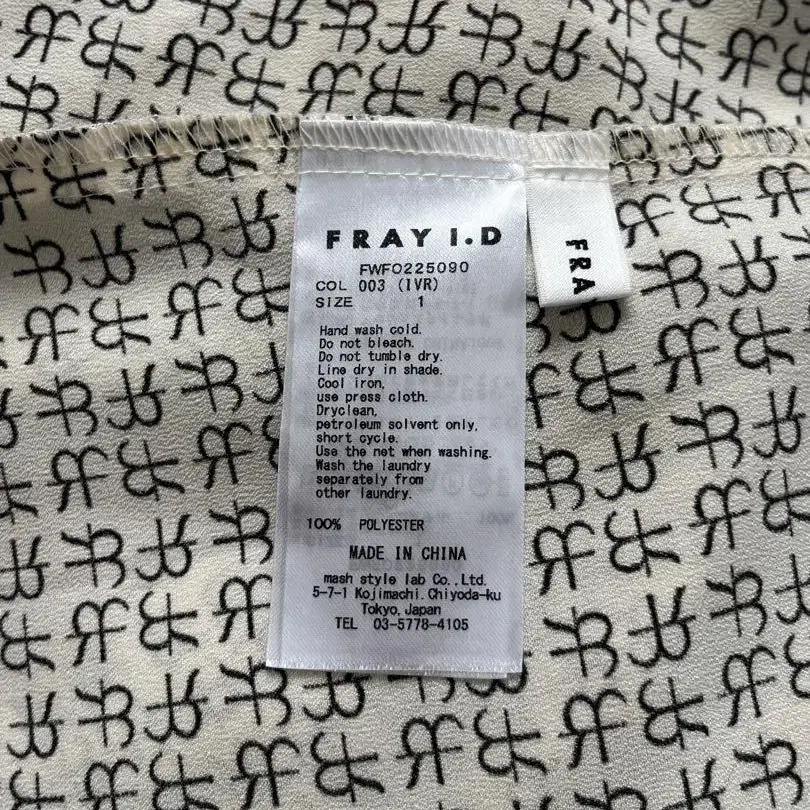 FRAY I.D
FWFO225090
COL 003 (IVR)
SIZE 1
Hand wash cold.
Do not bleach.
Do not tumble dry.
Line dry in shade.
Cool iron,
use press cloth.
Dryclean,
petroleum solvent only,
short cycle.
Use the net when washing.
Wash the laundry
separately from
other laundry.
100% POLYESTER
MADE IN CHINA
mash style lab Co.,Ltd.
5-7-1 Kojimachi.Chiyoda-ku
Tokyo,Japan
TEL 03-5778-4105
FRA